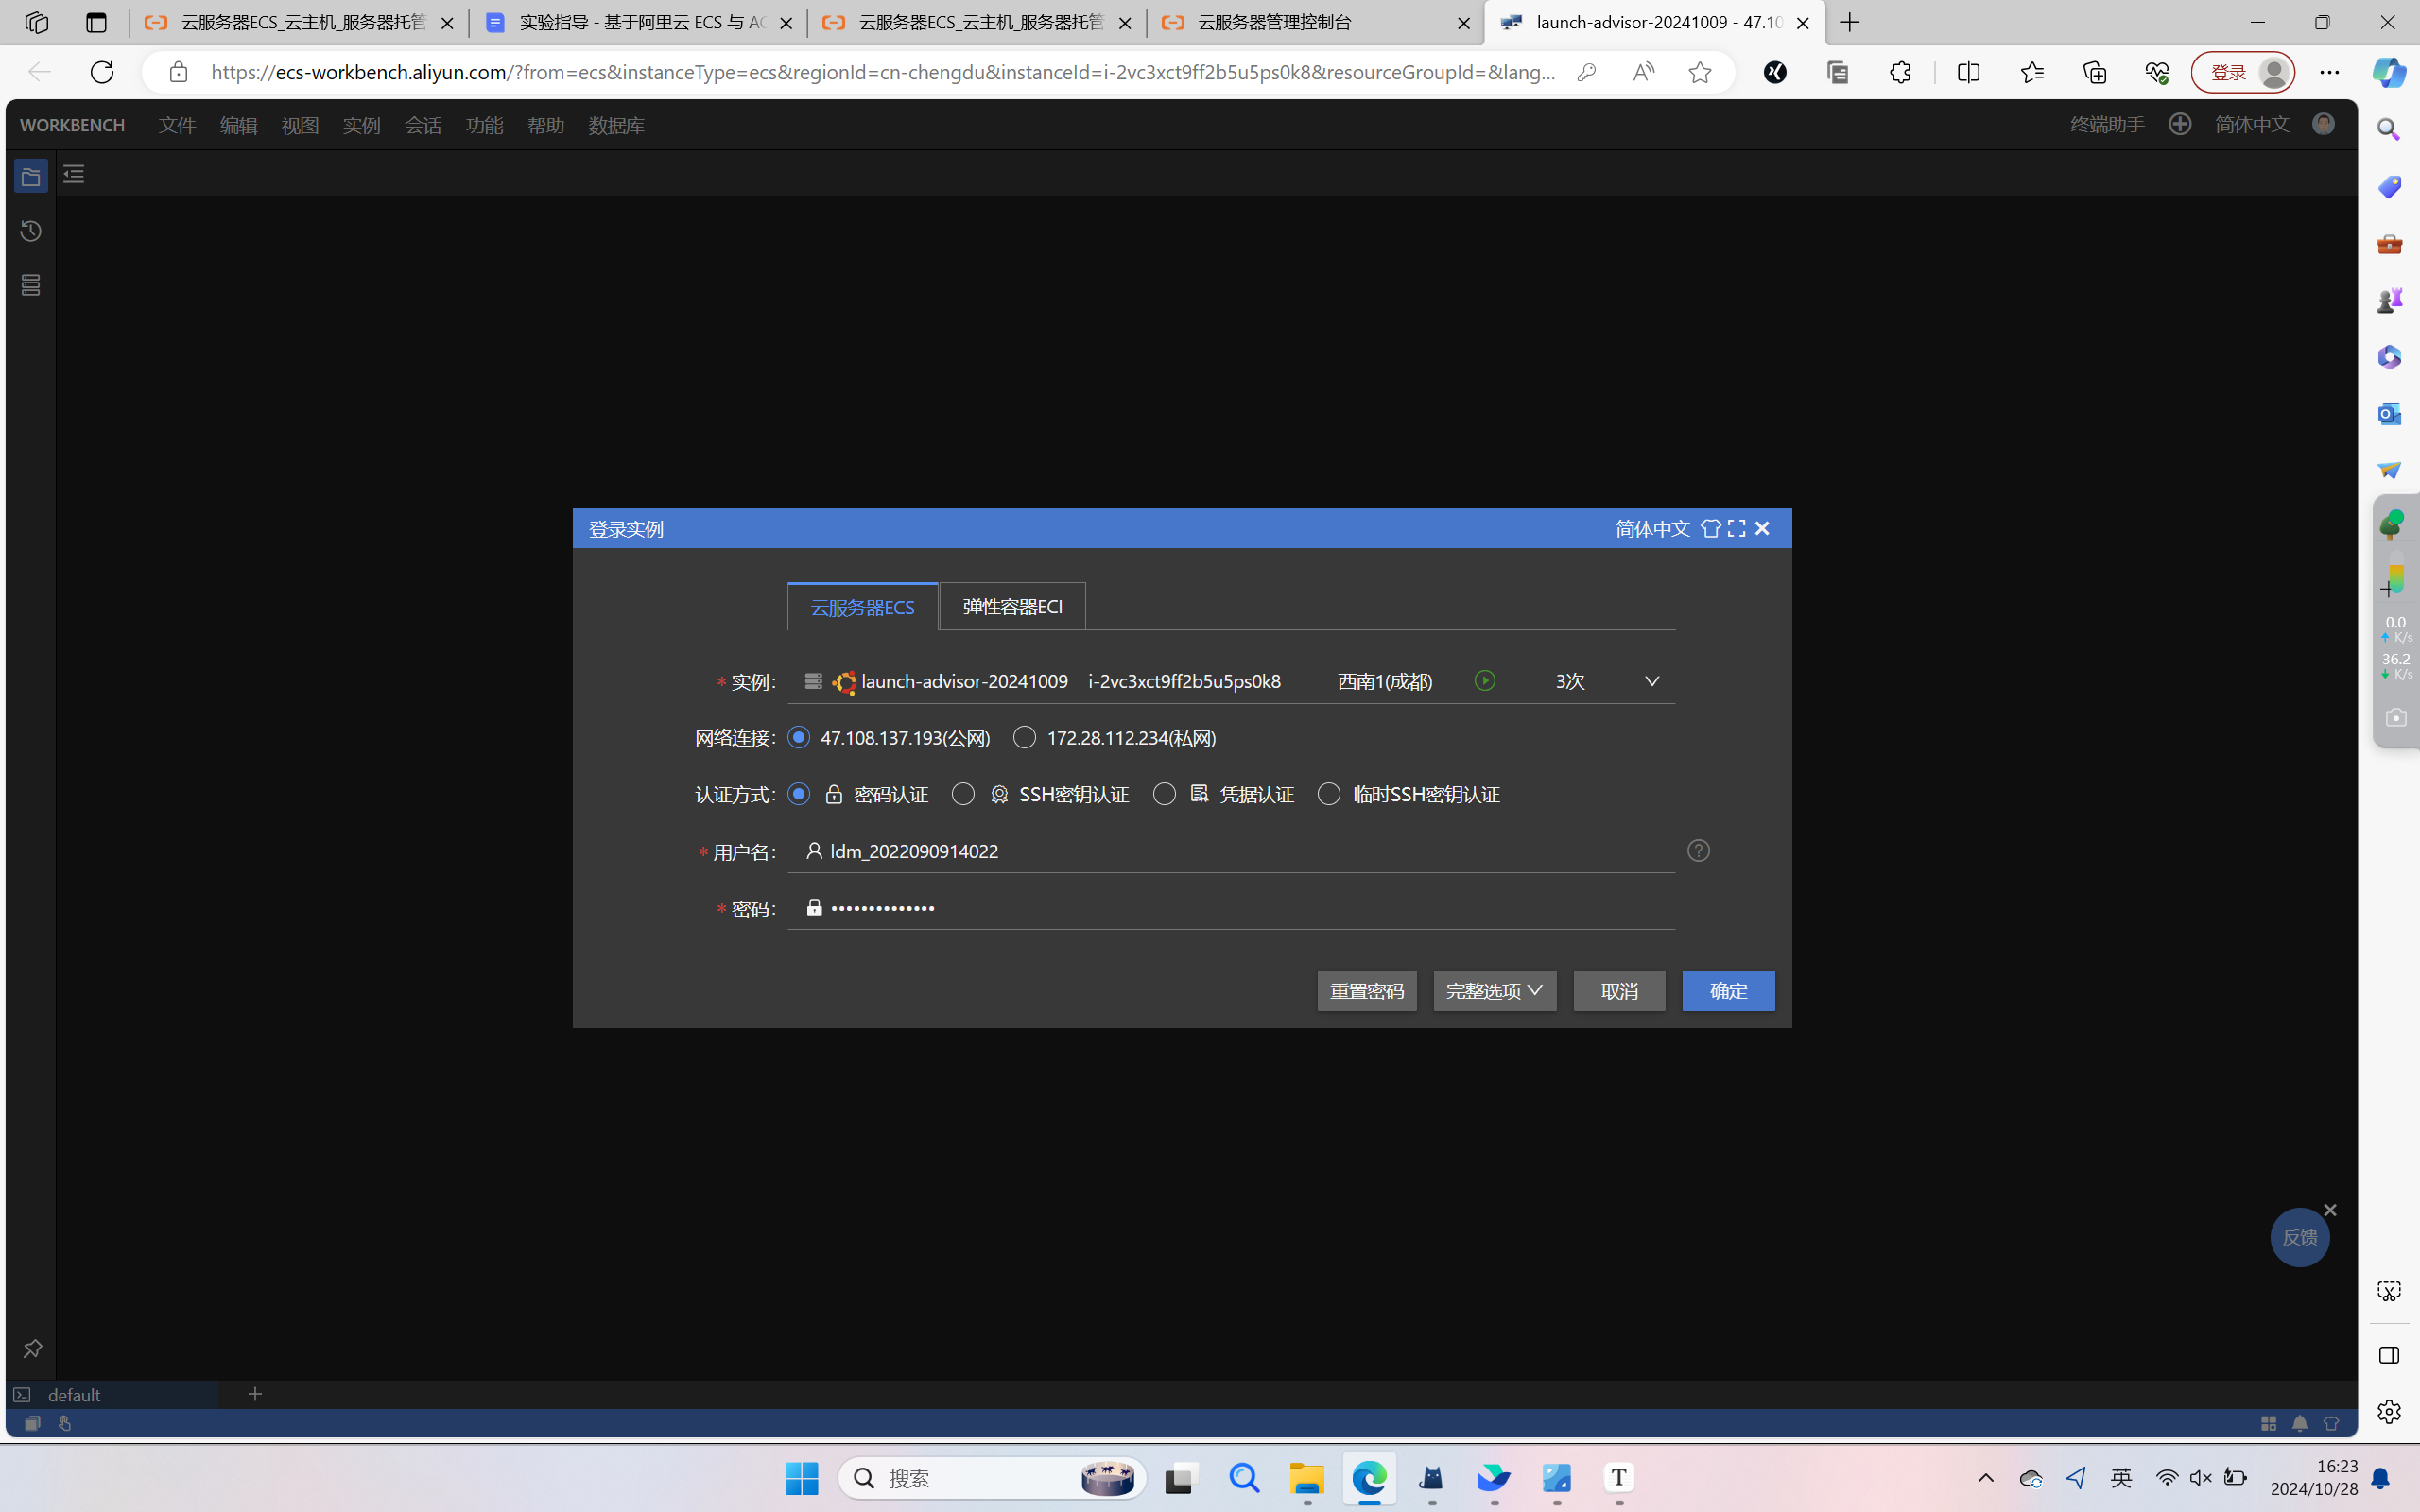 云服务器ECS_云主机_服务器托管
实验指导 - 基于阿里云 ECS 与 AC
云服务器ECS_云主机_服务器托管
云服务器管理控制台
launch-advisor-20241009 - 47.10
https://ecs-workbench.aliyun.com/?from=ecs&instanceType=ecs&regionId=cn-chengdu&instanceId=i-2vc3xct9ff2b5u5ps0k8&resourceGroupId=&lang...
登录
WORKBENCH 文件 编辑 视图 实例 会话 功能 帮助 数据库
终端助手 简体中文
登录实例
简体中文
云服务器ECS 弹性容器ECI
* 实例: launch-advisor-20241009 i-2vc3xct9ff2b5u5ps0k8 西南1(成都) 3次
网络连接: 47.108.137.193(公网) 172.28.112.234(私网)
认证方式: 密码认证 SSH密钥认证 凭据认证 临时SSH密钥认证
* 用户名: ldm_2022090914022
* 密码: ••••••••••••••
重置密码 完整选项 取消 确定
0.0
K/s
36.2
K/s
反馈
default
搜索
英
16:23
2024/10/28